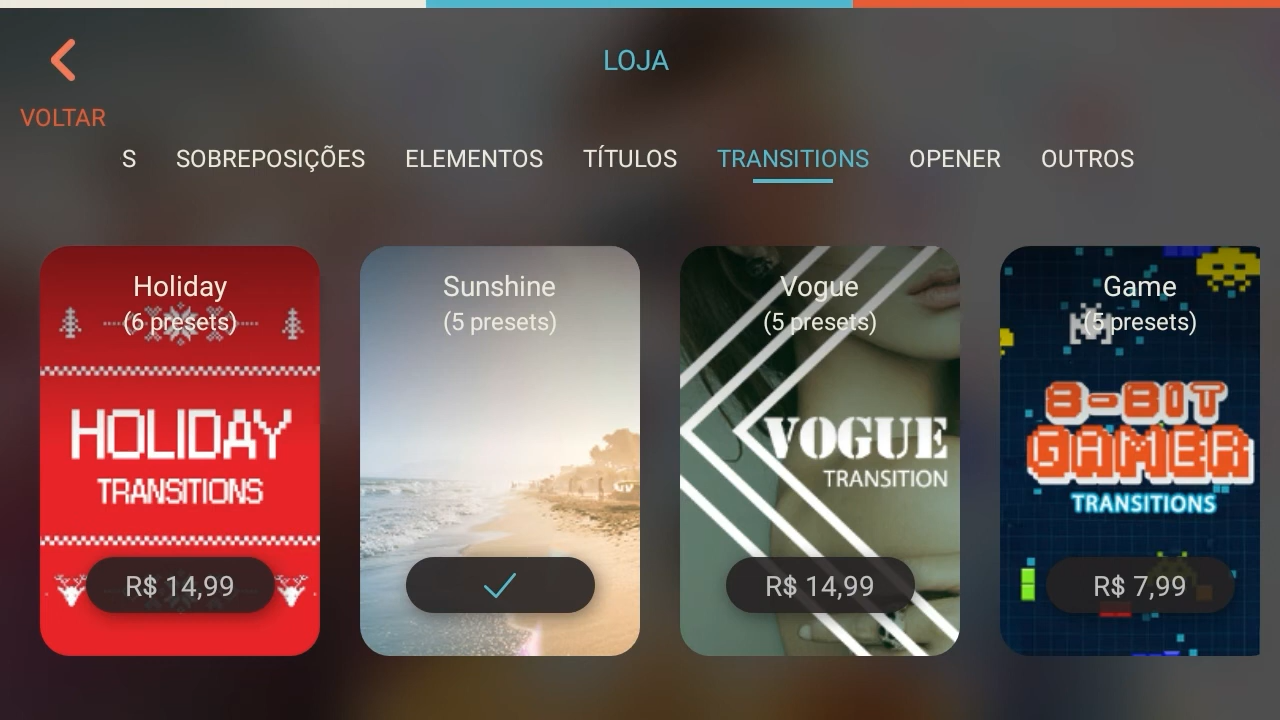 LOJA
VOLTAR
S SOBREPOSIÇÕES ELEMENTOS TÍTULOS TRANSITIONS OPENER OUTROS
Holiday
(6 presets)
HOLIDAY
TRANSITIONS
R$ 14,99
Sunshine
(5 presets)
Vogue
(5 presets)
VOGUE
TRANSITION
R$ 14,99
Game
(5 presets)
8-BIT
GAMER
TRANSITIONS
R$ 7,99